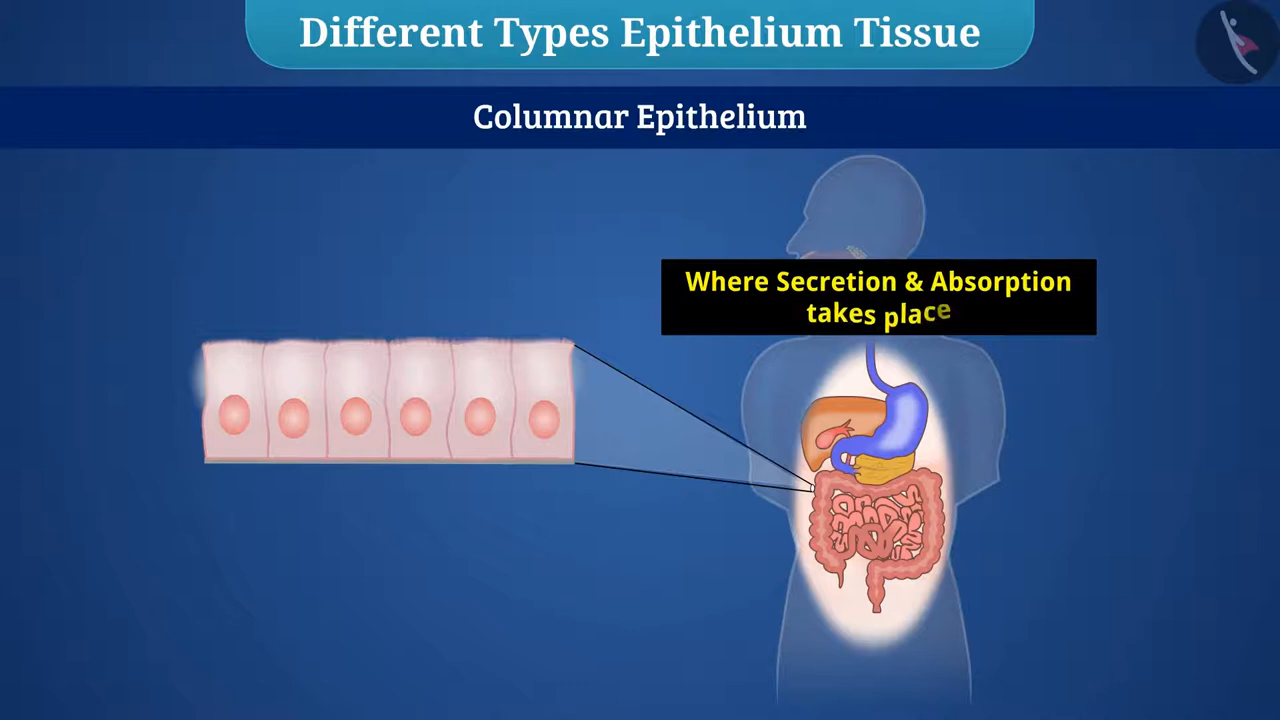 Different Types Epithelium Tissue
Columnar Epithelium
Where Secretion & Absorption
takes place